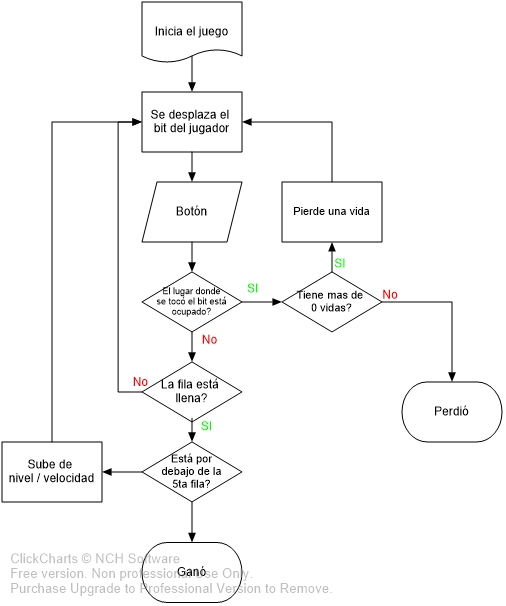 Inicia el juego
Se desplaza el
bit del jugador
Botón
Pierde una vida
El lugar donde
se tocó el bit está
ocupado?
SI
Tiene mas de
0 vidas?
SI
No
No
La fila está
llena?
No
SI
Perdió
Está por
debajo de la
5ta fila?
Sube de
nivel / velocidad
Ganó
ClickCharts © NCH Software
Free version. Non professional Use Only.
Purchase Upgrade to Professional Version to Remove.